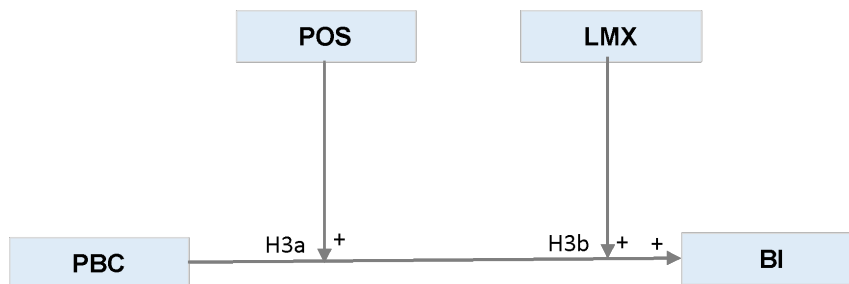 POS
LMX
H3a +
H3b + +
PBC
BI